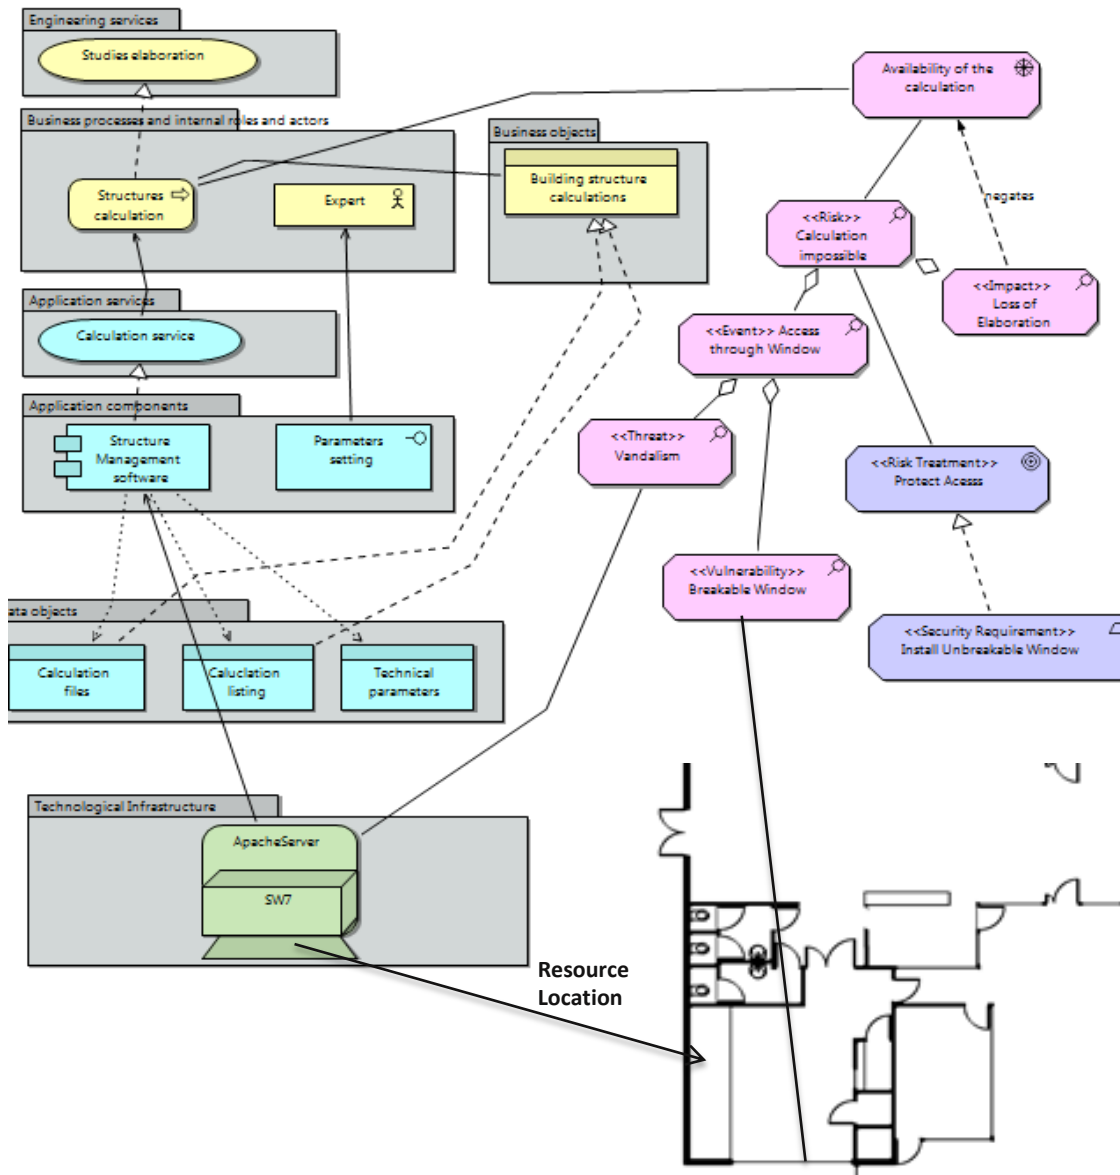 Engineering services
Studies elaboration
Availability of the
calculation
Business processes and internal roles and actors
Business objects
Structures
calculation
Expert
Building structure
calculations
negates
<<Risk>>
Calculation
impossible
<<Impact>>
Loss of
Elaboration
Application services
Calculation service
<<Event>> Access
through Window
Application components
Structure
Management
software
Parameters
setting
<<Threat>>
Vandalism
<<Risk Treatment>>
Protect Acesss
<<Vulnerability>>
Breakable Window
<<Security Requirement>>
Install Unbreakable Window
ata objects
Calculation
files
Caluclation
listing
Technical
parameters
Technological Infrastructure
ApacheServer
SW7
Resource
Location